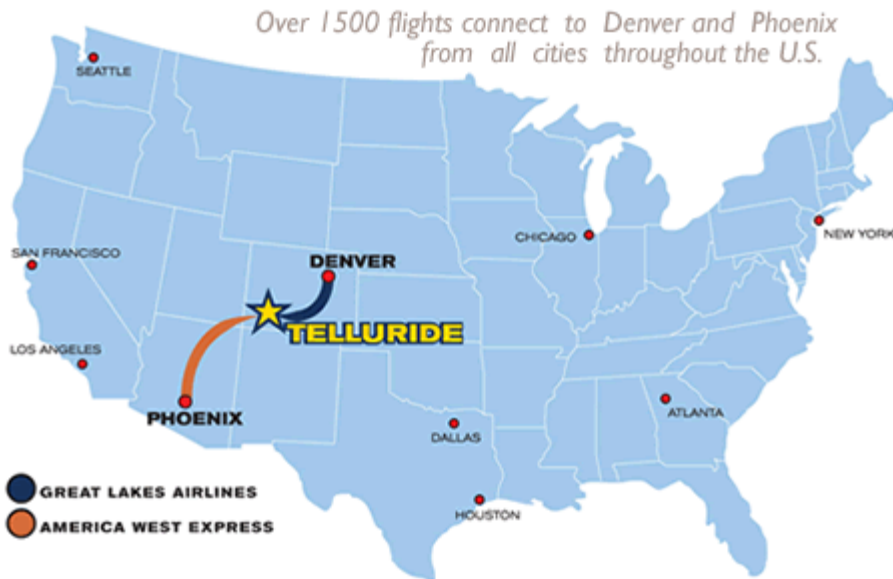 Over 1500 flights connect to Denver and Phoenix
from all cities throughout the U.S.
SEATTLE
CHICAGO
NEW YORK
SAN FRANCISCO
DENVER
TELLURIDE
LOS ANGELES
PHOENIX
ATLANTA
DALLAS
GREAT LAKES AIRLINES
HOUSTON
AMERICA WEST EXPRESS